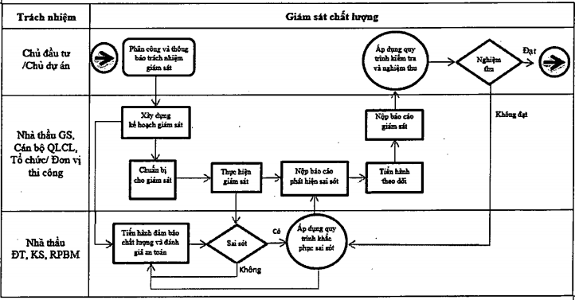 Trách nhiệm
Giám sát chất lượng
Chủ đầu tư
/Chủ dự án
Phân công và thông
báo trách nhiệm
giám sát
Áp dụng quy
trình kiểm tra
và nghiệm thu
Nghiệm
thu
Đạt
Không đạt
Nhà thầu GS,
Cán bộ QLCL,
Tổ chức/ Đơn vị
thi công
Xây dựng
kế hoạch giám sát
Nộp báo cáo
giám sát
Chuẩn bị
cho giám sát
Thực hiện
giám sát
Nộp báo cáo
phát hiện sai sót
Tiến hành
theo dõi
Nhà thầu
ĐT, KS, RPBM
Tiến hành đảm bảo
chất lượng và đánh
giá an toàn
Sai sót
Có
Không
Áp dụng quy
trình khắc
phục sai sót